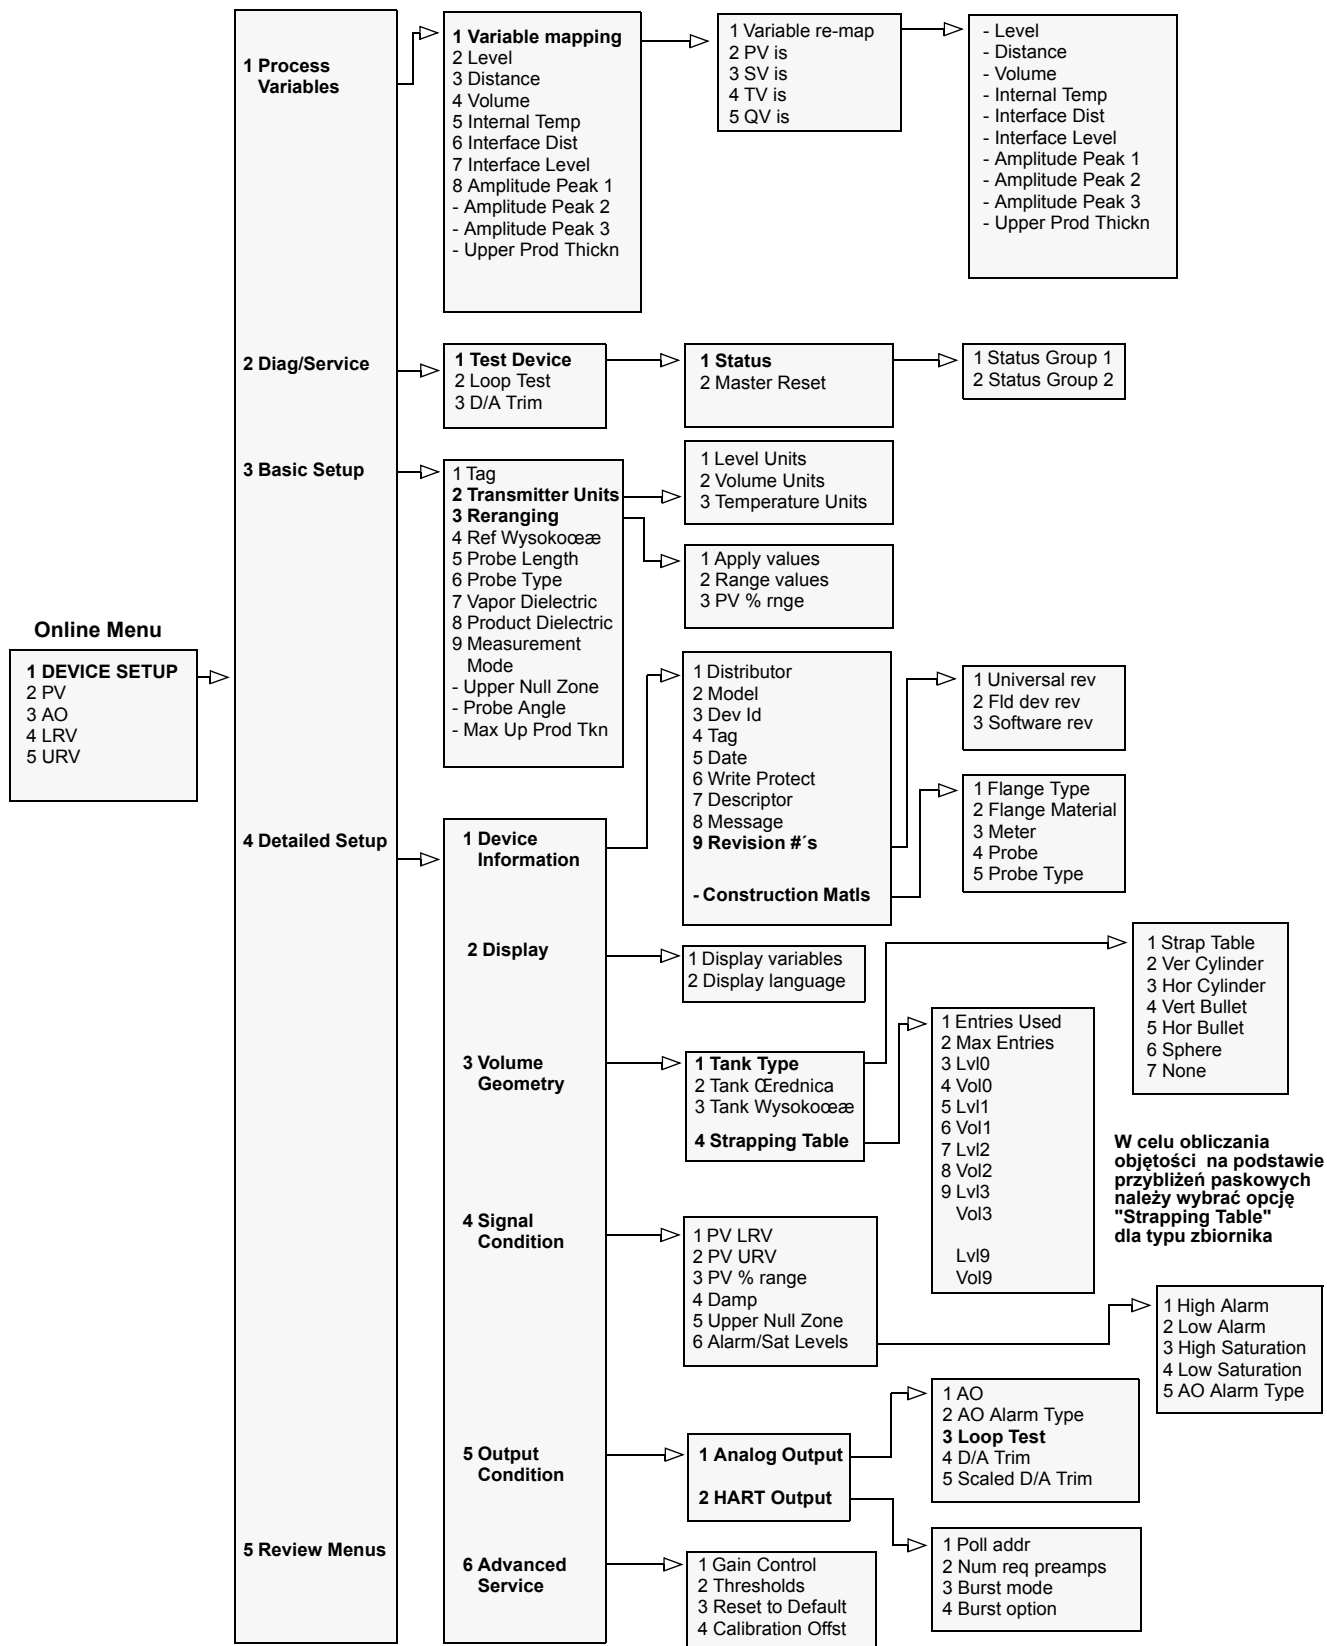 Online Menu
1 DEVICE SETUP
2 PV
3 AO
4 LRV
5 URV
1 Process
Variables
2 Diag/Service
3 Basic Setup
4 Detailed Setup
5 Review Menus
1 Variable mapping
2 Level
3 Distance
4 Volume
5 Internal Temp
6 Interface Dist
7 Interface Level
8 Amplitude Peak 1
- Amplitude Peak 2
- Amplitude Peak 3
- Upper Prod Thickn
1 Variable re-map
2 PV is
3 SV is
4 TV is
5 QV is
- Level
- Distance
- Volume
- Internal Temp
- Interface Dist
- Interface Level
- Amplitude Peak 1
- Amplitude Peak 2
- Amplitude Peak 3
- Upper Prod Thickn
1 Test Device
2 Loop Test
3 D/A Trim
1 Status
2 Master Reset
1 Status Group 1
2 Status Group 2
1 Tag
2 Transmitter Units
3 Reranging
4 Ref Wysokoœæ
5 Probe Length
6 Probe Type
7 Vapor Dielectric
8 Product Dielectric
9 Measurement
Mode
- Upper Null Zone
- Probe Angle
- Max Up Prod Tkn
1 Level Units
2 Volume Units
3 Temperature Units
1 Apply values
2 Range values
3 PV % rnge
1 Device
Information
2 Display
3 Volume
Geometry
4 Signal
Condition
5 Output
Condition
6 Advanced
Service
1 Distributor
2 Model
3 Dev Id
4 Tag
5 Date
6 Write Protect
7 Descriptor
8 Message
9 Revision #´s
- Construction Matls
1 Universal rev
2 Fld dev rev
3 Software rev
1 Flange Type
2 Flange Material
3 Meter
4 Probe
5 Probe Type
1 Display variables
2 Display language
1 Tank Type
2 Tank Œrednica
3 Tank Wysokoœæ
4 Strapping Table
1 Strap Table
2 Ver Cylinder
3 Hor Cylinder
4 Vert Bullet
5 Hor Bullet
6 Sphere
7 None
1 Entries Used
2 Max Entries
3 Lvl0
4 Vol0
5 Lvl1
6 Vol1
7 Lvl2
8 Vol2
9 Lvl3
Vol3
Lvl9
Vol9
W celu obliczania
objętości na podstawie
przybliżeń paskowych
należy wybrać opcję
"Strapping Table"
dla typu zbiornika
1 PV LRV
2 PV URV
3 PV % range
4 Damp
5 Upper Null Zone
6 Alarm/Sat Levels
1 High Alarm
2 Low Alarm
3 High Saturation
4 Low Saturation
5 AO Alarm Type
1 Analog Output
2 HART Output
1 AO
2 AO Alarm Type
3 Loop Test
4 D/A Trim
5 Scaled D/A Trim
1 Poll addr
2 Num req preamps
3 Burst mode
4 Burst option
1 Gain Control
2 Thresholds
3 Reset to Default
4 Calibration Offst